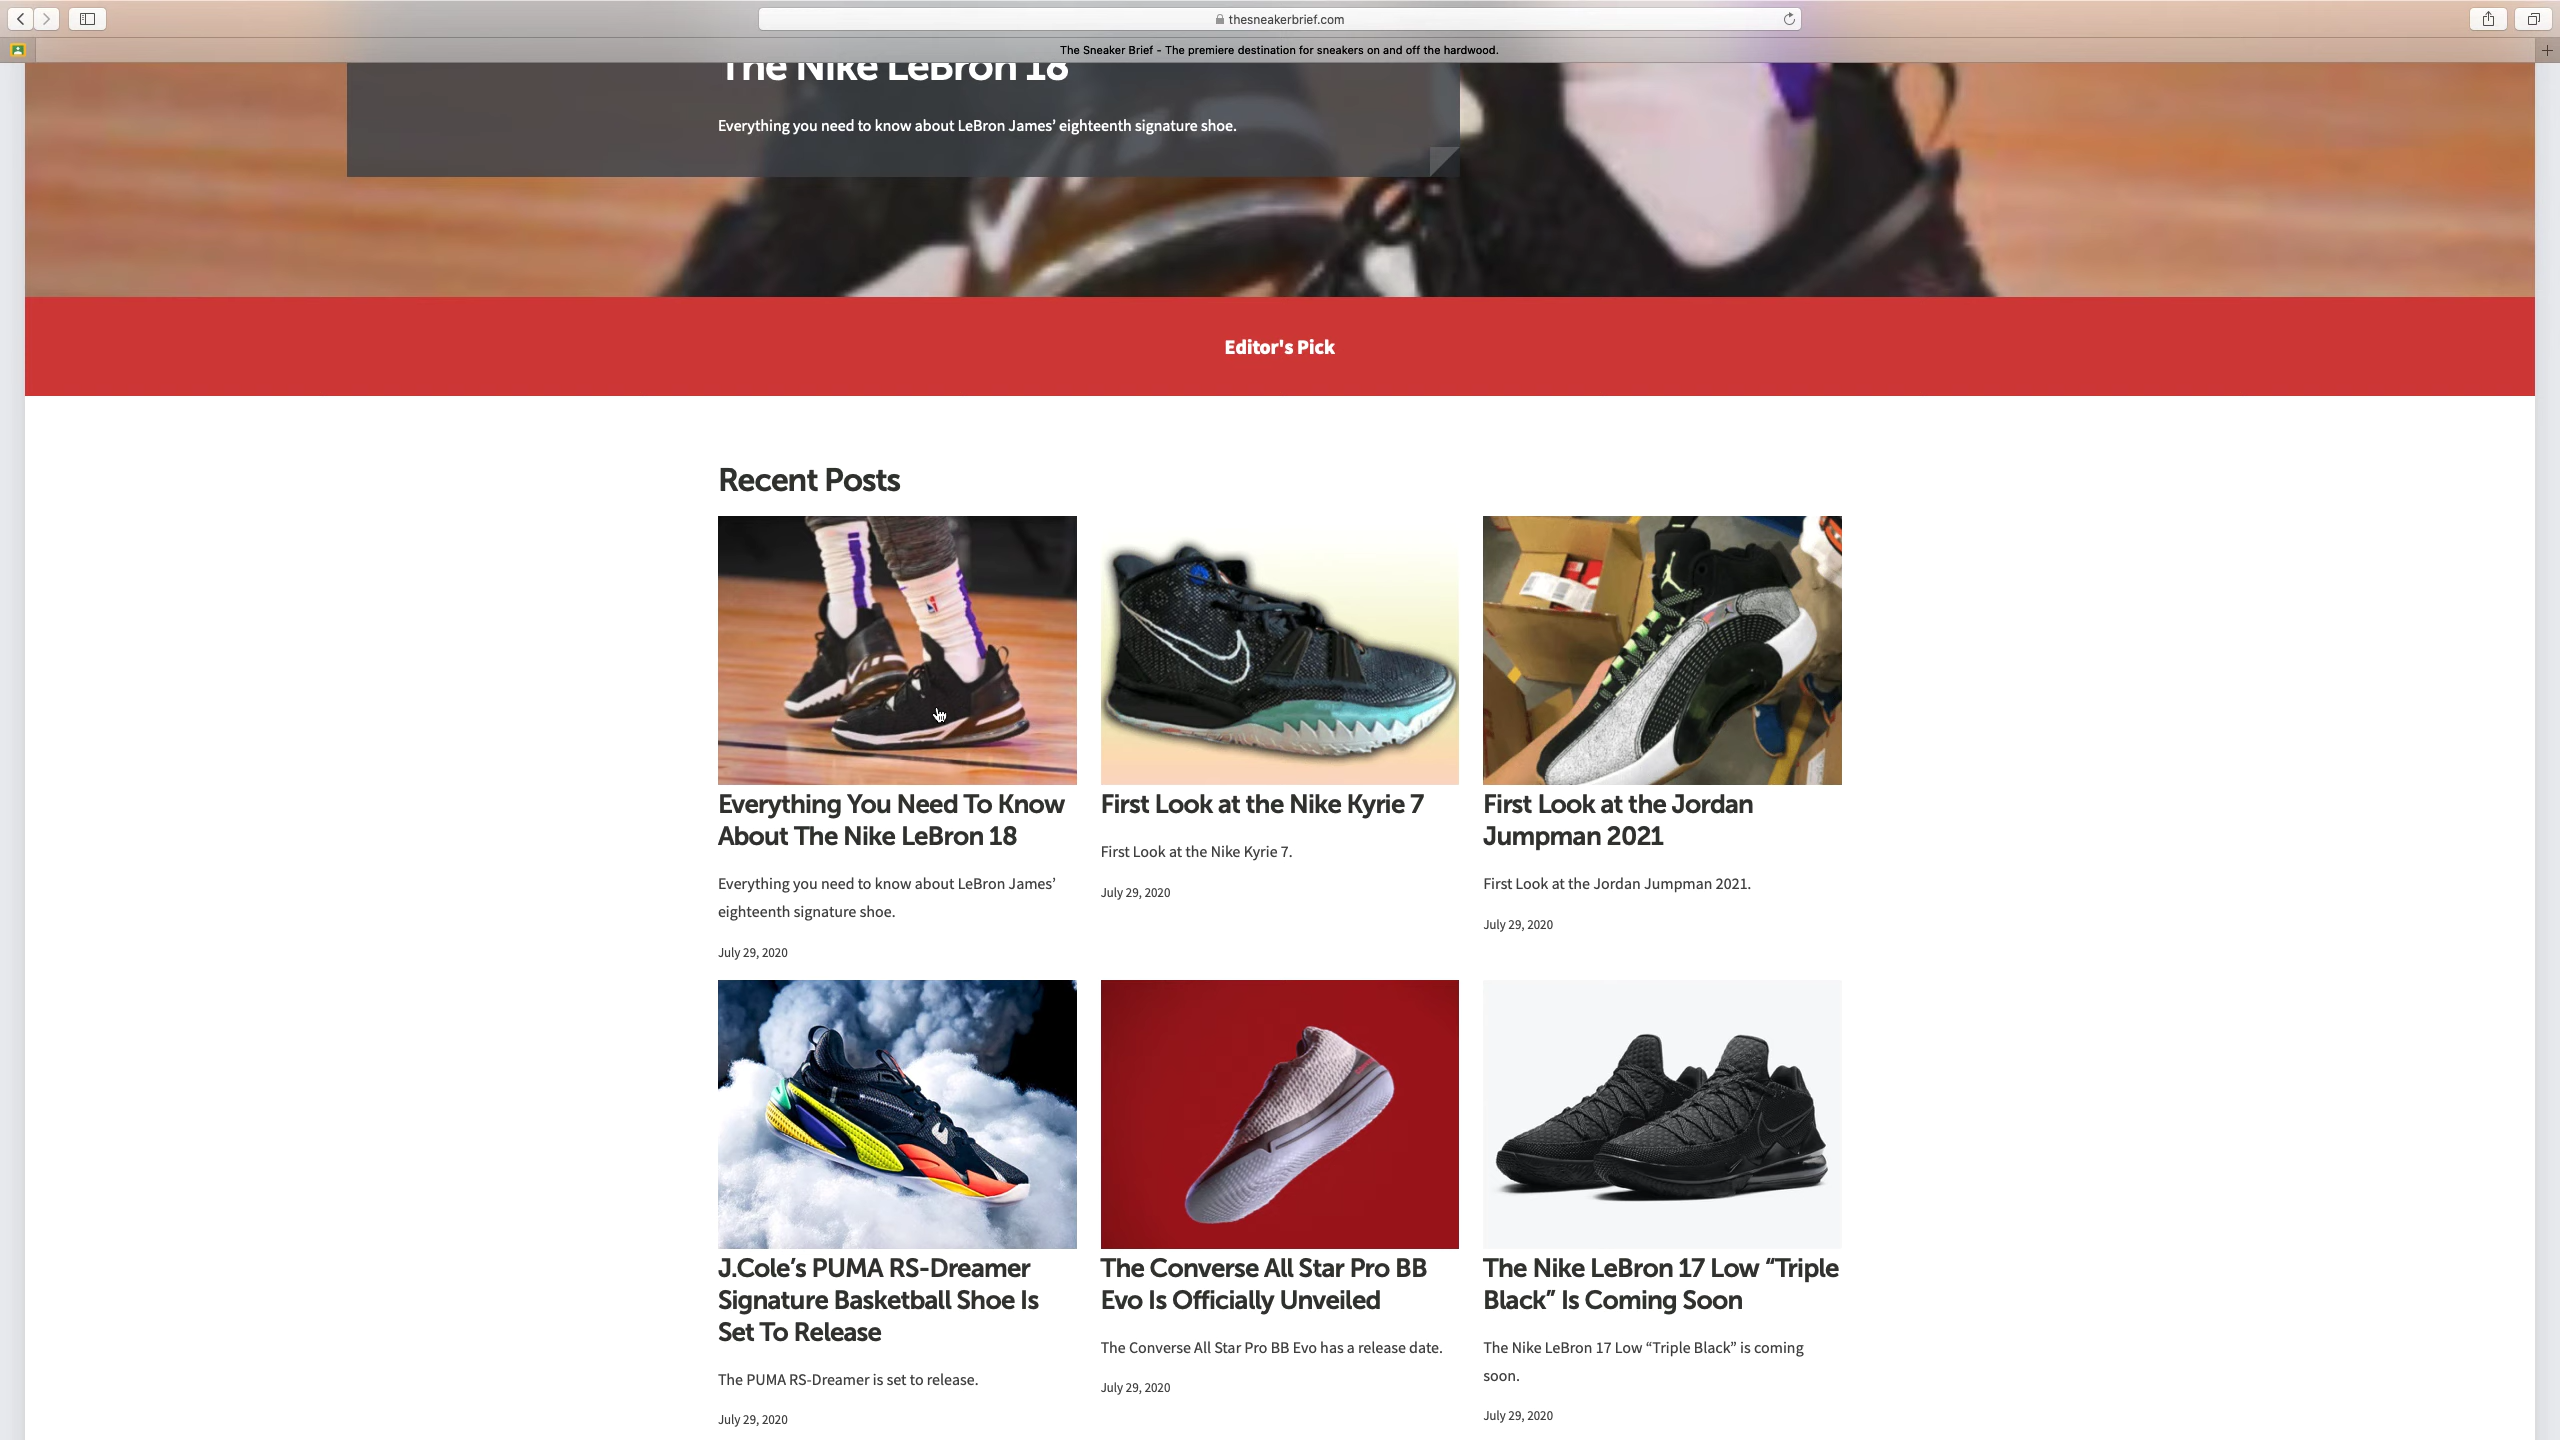 thesneakerbrief.com
The Sneaker Brief - The premiere destination for sneakers on and off the hardwood.
The Nike LeBron 18
Everything you need to know about LeBron James’ eighteenth signature shoe.
Editor's Pick
Recent Posts
Everything You Need To Know
About The Nike LeBron 18
Everything you need to know about LeBron James’
eighteenth signature shoe.
July 29, 2020
First Look at the Nike Kyrie 7
First Look at the Nike Kyrie 7.
July 29, 2020
First Look at the Jordan
Jumpman 2021
First Look at the Jordan Jumpman 2021.
July 29, 2020
J.Cole’s PUMA RS-Dreamer
Signature Basketball Shoe Is
Set To Release
The PUMA RS-Dreamer is set to release.
July 29, 2020
The Converse All Star Pro BB
Evo Is Officially Unveiled
The Converse All Star Pro BB Evo has a release date.
July 29, 2020
The Nike LeBron 17 Low “Triple
Black” Is Coming Soon
The Nike LeBron 17 Low “Triple Black” is coming
soon.
July 29, 2020